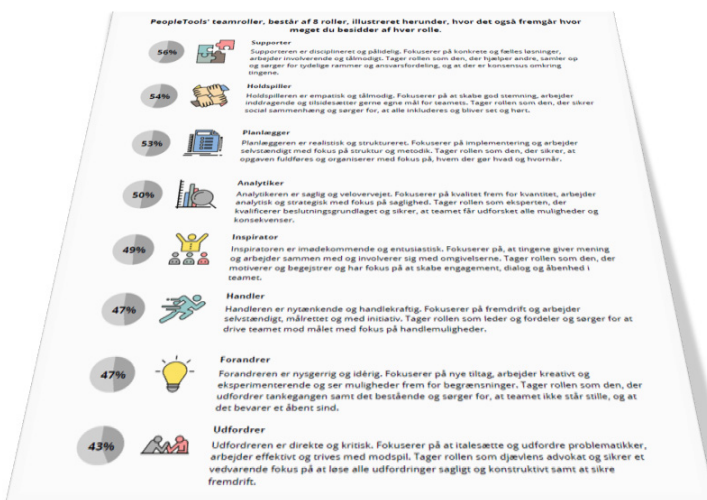 PeopleTools' teamroller, består af 8 roller, illustreret herunder, hvor det også fremgår hvor
meget du besidder af hver rolle.
56%
Supporter
Supporteren er disciplineret og pålidelig. Fokuserer på konkrete og fælles løsninger,
arbejder involverende og tålmodig. Tager rollen som den, der hjælper andre, samler op
og sørger for tydelige rammer og ansvarsfordeling, og at der er konsensus omkring
tingene.
54%
Holdspiller
Holdspilleren er empatisk og tålmodig. Fokuserer på at skabe god stemning, arbejder
inddragende og tilsidesætter gerne egne mål for teamets. Tager rollen som den, der sikrer
social sammenhæng og sørger for, at alle inkluderes og bliver set og hørt.
53%
Planlægger
Planlæggeren er realistisk og struktureret. Fokuserer på implementering og arbejder
selvstændigt med fokus på struktur og metodik. Tager rollen som den, der sikrer, at
opgaven fuldføres og organiserer med fokus på, hvem der gør hvad og hvornår.
50%
Analytiker
Analytikeren er saglig og velovervejet. Fokuserer på kvalitet frem for kvantitet, arbejder
analytisk og strategisk med fokus på saglighed. Tager rollen som eksperten, der
kvalificerer beslutningsgrundlaget og sikrer, at teamet får udforsket alle muligheder og
konsekvenser.
49%
Inspirator
Inspiratoren er imødekommende og entusiastisk. Fokuserer på, at tingene giver mening
og arbejder sammen med og involverer sig med omgivelserne. Tager rollen som den, der
motiverer og begejstrer og har fokus på at skabe engagement, dialog og åbenhed i
teamet.
47%
Handler
Handleren er nytænkende og handlekraftig. Fokuserer på fremdrift og arbejder
selvstændigt, målrettet og med initiativ. Tager rollen som leder og fordeler og sørger for at
drive teamet mod målet med fokus på handlemuligheder.
47%
Forandrer
Forandreren er nysgerrig og idérig. Fokuserer på nye tiltag, arbejder kreativt og
eksperimenterende og ser muligheder frem for begrænsninger. Tager rollen som den, der
udfordrer tankegangen samt det bestående og sørger for, at teamet ikke står stille, og at
det bevarer et åbent sind.
43%
Udfordrer
Udfordreren er direkte og kritisk. Fokuserer på at italesætte og udfordre problematikker,
arbejder effektivt og trives med modspil. Tager rollen som djævlens advokat og sikrer et
vedvarende fokus på at løse alle udfordringer sagligt og konstruktivt samt at sikre
fremdrift.